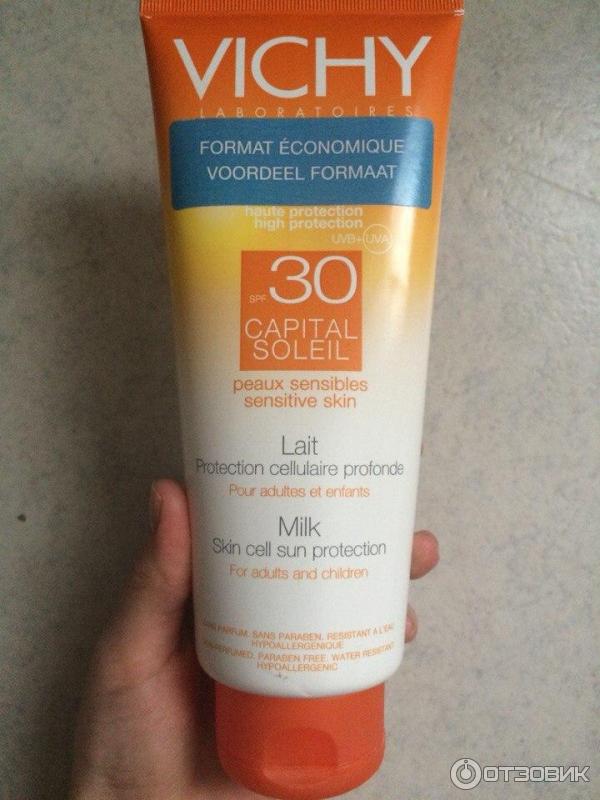 VICHY
LABORATOIRES
FORMAT ÉCONOMIQUE
VOORDEEL FORMAAT
haute protection
high protection
UVB+UVA
SPF 30
CAPITAL
SOLEIL
peaux sensibles
sensitive skin
Lait
Protection cellulaire profonde
Pour adultes et enfants
Milk
Skin cell sun protection
For adults and children
SANS PARFUM. SANS PARABEN. RESISTANT A L'EAU
HYPOALLERGENIQUE
NON-PERFUMED. PARABEN FREE. WATER RESISTANT
HYPOALLERGENIC
ОТЗОВИК